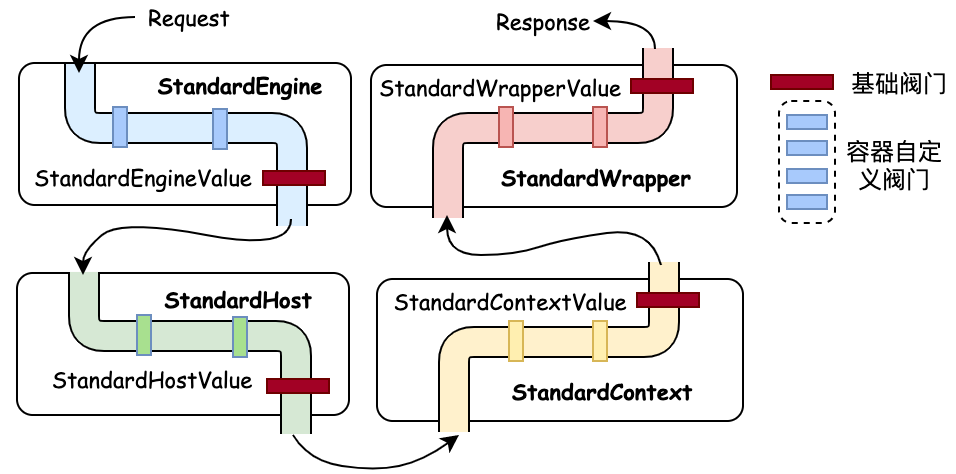 Request
StandardEngine
StandardEngineValue
StandardHost
StandardHostValue
StandardContextValue
StandardContext
StandardWrapperValue
StandardWrapper
Response
基础阀门
容器自定
义阀门